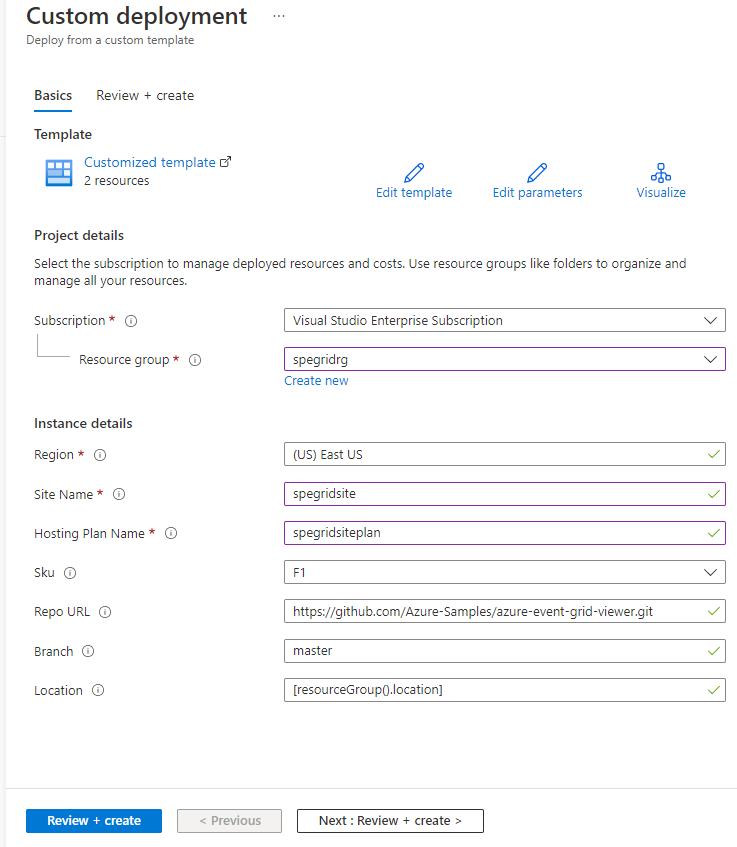 Custom deployment ...
Deploy from a custom template
Basics Review + create
Template
Customized template
2 resources
Edit template Edit parameters Visualize
Project details
Select the subscription to manage deployed resources and costs. Use resource groups like folders to organize and
manage all your resources.
Subscription * Visual Studio Enterprise Subscription
Resource group * spegridrg
Create new
Instance details
Region * (US) East US
Site Name * spegridsite
Hosting Plan Name * spegridsiteplan
Sku F1
Repo URL https://github.com/Azure-Samples/azure-event-grid-viewer.git
Branch master
Location [resourceGroup().location]
Review + create < Previous Next : Review + create >